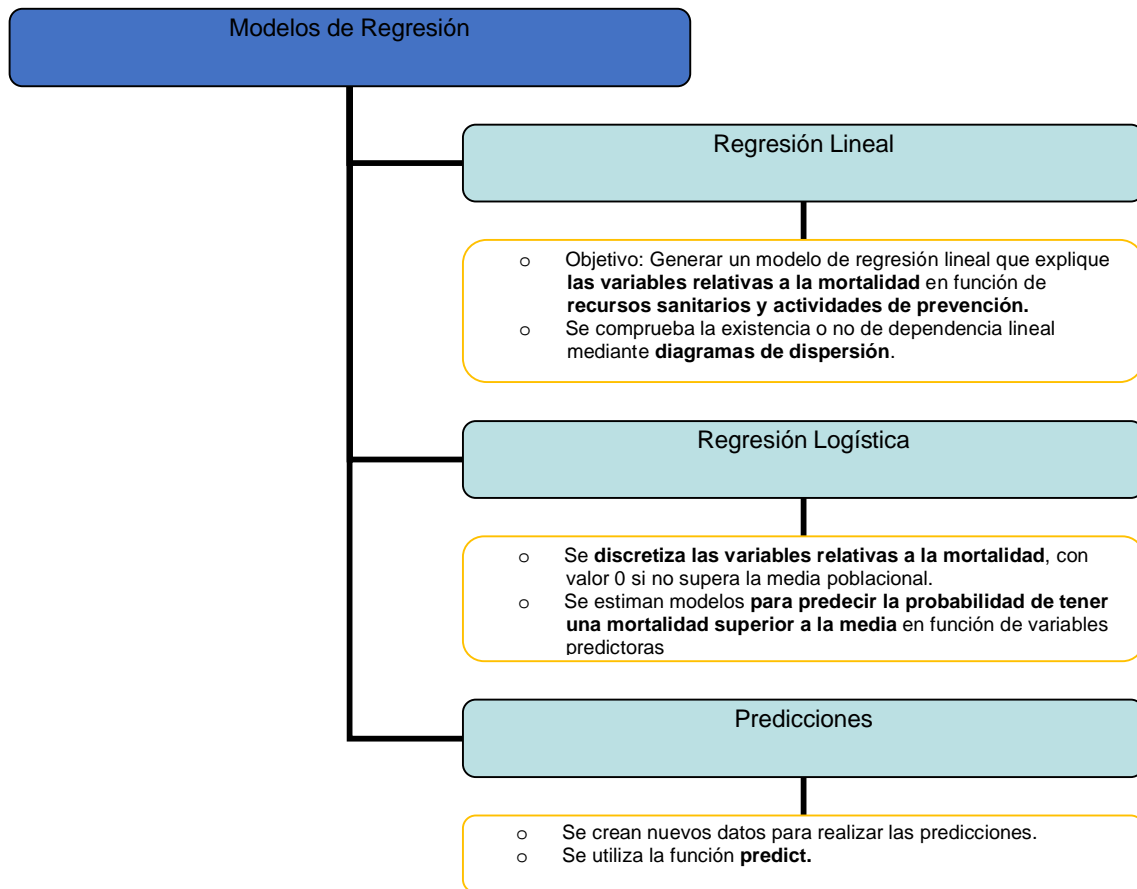 Modelos de Regresión
Regresión Lineal
o Objetivo: Generar un modelo de regresión lineal que explique
las variables relativas a la mortalidad en función de
recursos sanitarios y actividades de prevención.
o Se comprueba la existencia o no de dependencia lineal
mediante diagramas de dispersión.
Regresión Logística
o Se discretiza las variables relativas a la mortalidad, con
valor 0 si no supera la media poblacional.
o Se estiman modelos para predecir la probabilidad de tener
una mortalidad superior a la media en función de variables
predictoras
Predicciones
o Se crean nuevos datos para realizar las predicciones.
o Se utiliza la función predict.